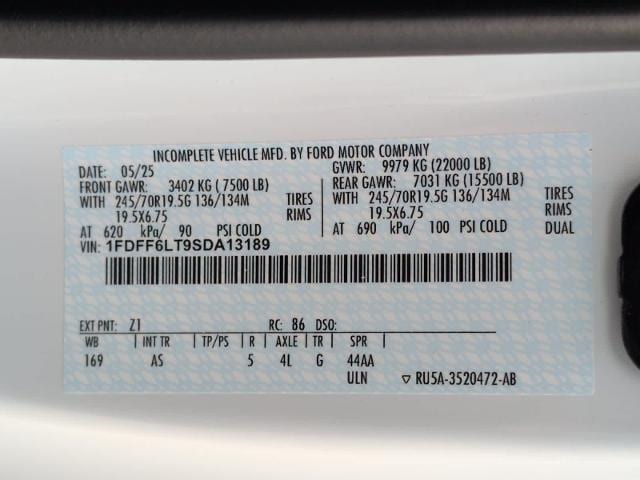 INCOMPLETE VEHICLE MFD. BY FORD MOTOR COMPANY
DATE: 05/25 GVWR: 9979 KG (22000 LB)
FRONT GAWR: 3402 KG ( 7500 LB) REAR GAWR: 7031 KG (15500 LB)
WITH 245/70R19.5G 136/134M TIRES WITH 245/70R19.5G 136/134M TIRES
19.5X6.75 RIMS 19.5X6.75 RIMS
AT 620 kPa/ 90 PSI COLD AT 690 kPa/ 100 PSI COLD DUAL
VIN: 1FDFF6LT9SDA13189
EXT PNT: Z1 RC: 86 DSO:
WB INT TR TP/PS R AXLE TR SPR
169 AS 5 4L G 44AA
ULN ▽ RU5A-3520472-AB